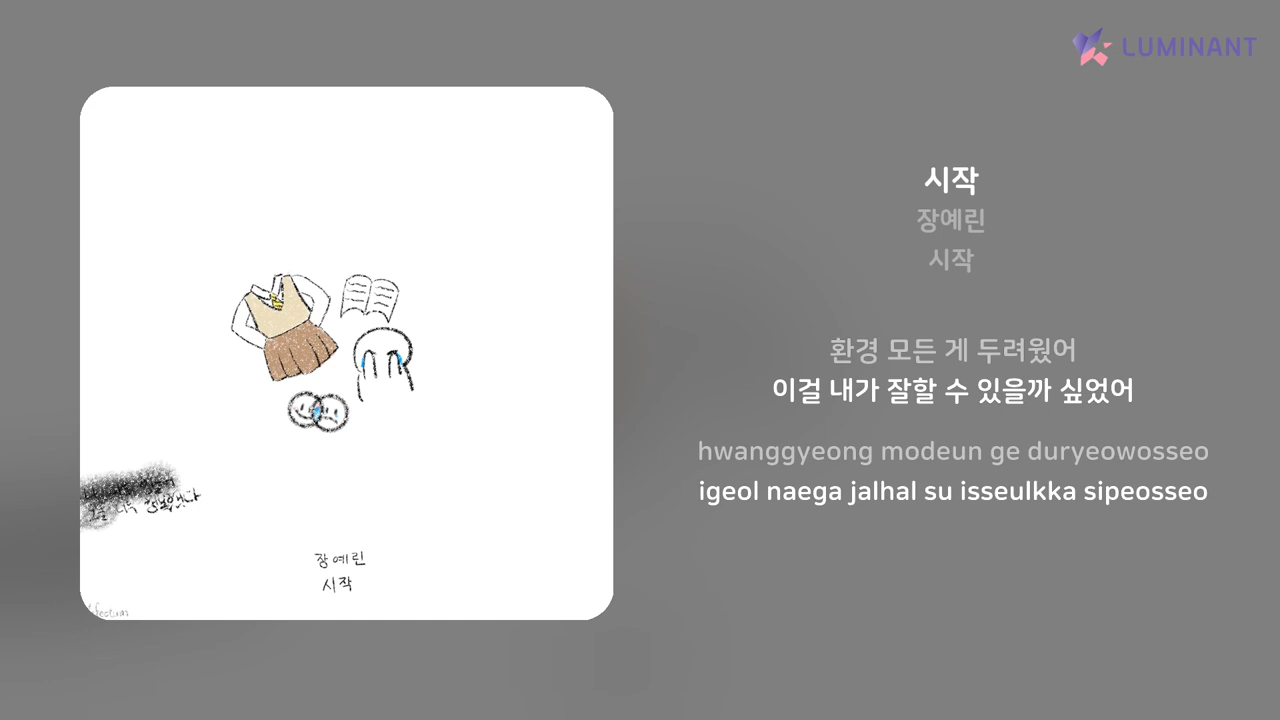 LUMINANT
시작
장예린
시작
환경 모든 게 두려웠어
이걸 내가 잘할 수 있을까 싶었어
hwanggyeong modeun ge duryeowosseo
igeol naega jalhal su isseulkka sipeosseo
장예린
시작